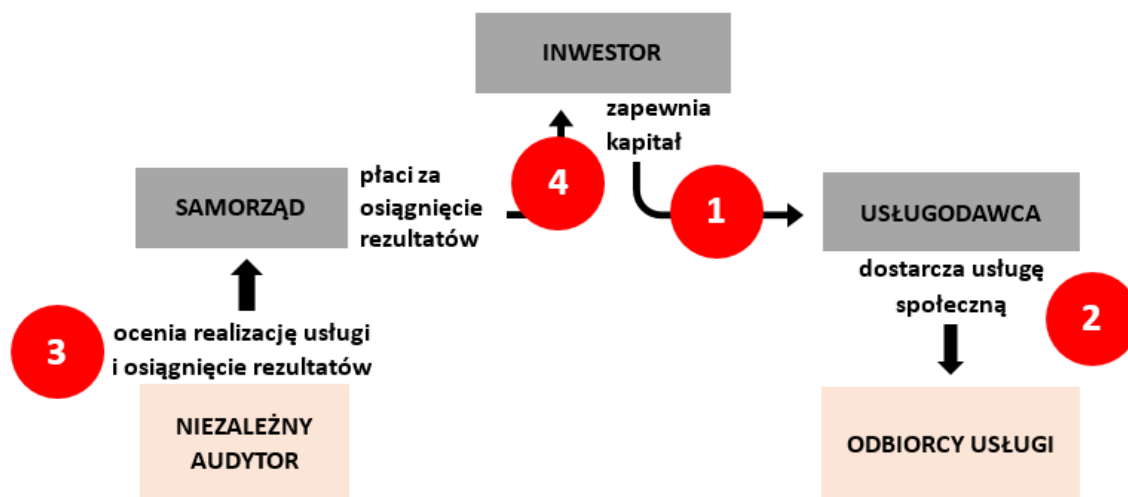 INWESTOR
zapewnia
kapitał
4
1
płaci za
osiągnięcie
rezultatów
SAMORZĄD
USŁUGODAWCA
dostarcza usługę
społeczną
2
3
ocenia realizację usługi
i osiągnięcie rezultatów
NIEZALEŻNY
AUDYTOR
ODBIORCY USŁUGI